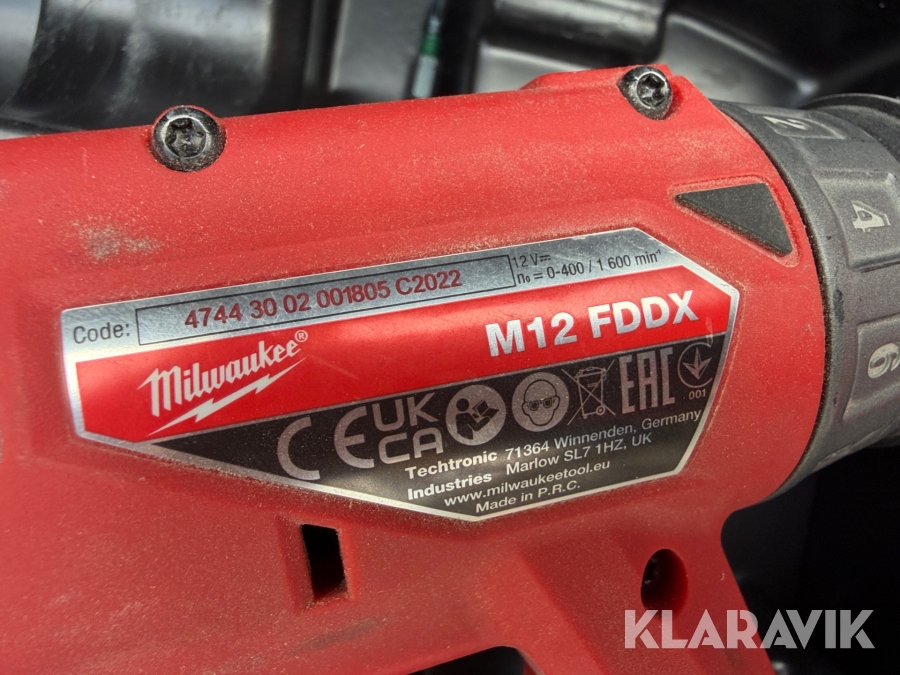 Code: 4744 30 02 001805 C2022
12 V⎓
n₀ = 0-400 / 1 600 min⁻¹
M12 FDDX
Milwaukee®
CE UK CA EAC 001
Techtronic Industries
71364 Winnenden, Germany
Marlow SL7 1HZ, UK
www.milwaukeetool.eu
Made in P.R.C.
2
4
6
KLARAVIK